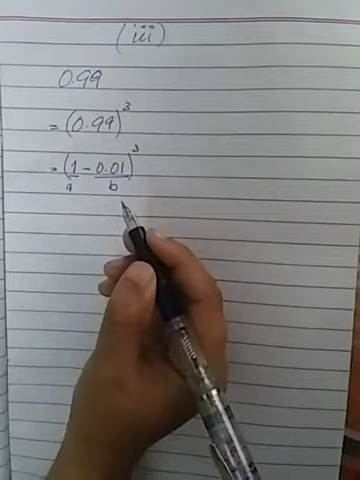 (iii)
0.99
= (0.99)³
= (1 - 0.01)³
a b